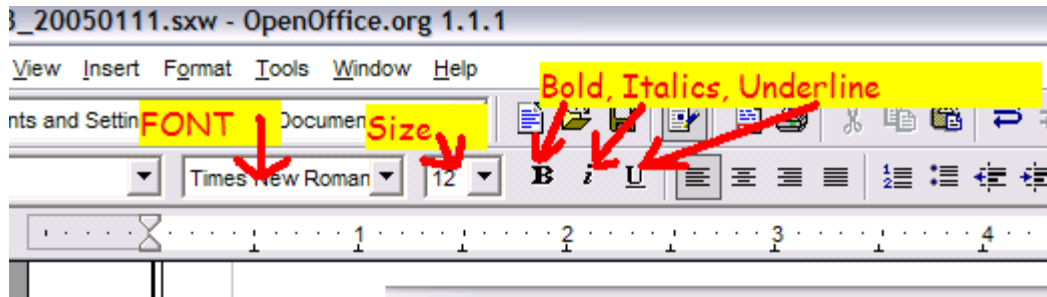 3_20050111.sxw - OpenOffice.org 1.1.1
View Insert Format Tools Window Help
Bold, Italics, Underline
nts and Settin FONT Documen Size
Times New Roman 12 B i U
1 2 3 4